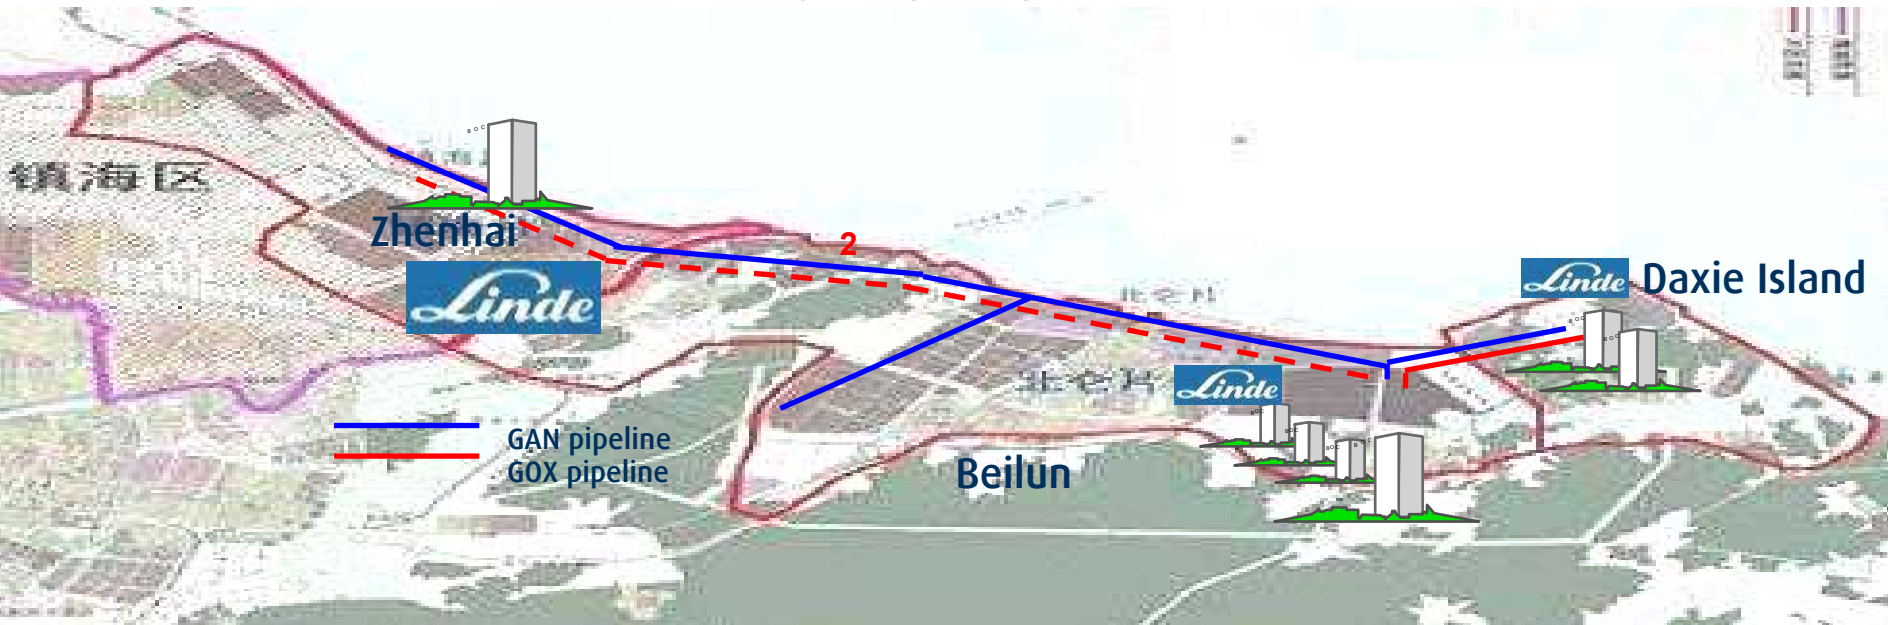 镇海区
Zhenhai
Linde
2
Linde
Daxie Island
Linde
GAN pipeline
GOX pipeline
Beilun